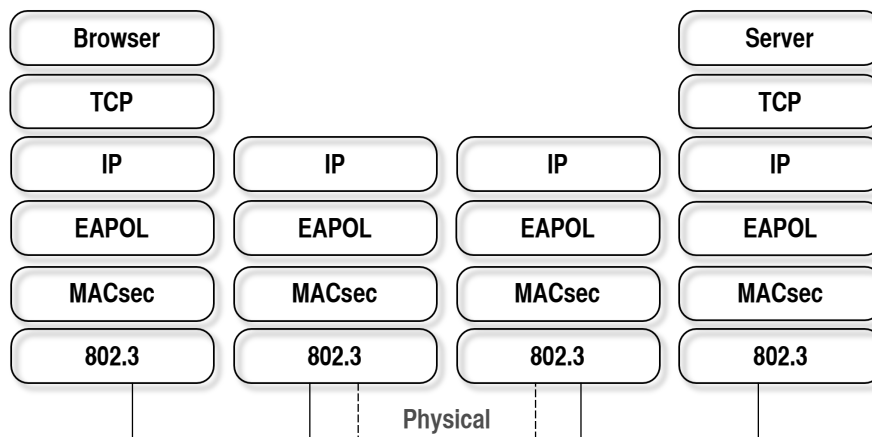 Browser Server
TCP TCP
IP IP IP IP
EAPOL EAPOL EAPOL EAPOL
MACsec MACsec MACsec MACsec
802.3 802.3 802.3 802.3
Physical